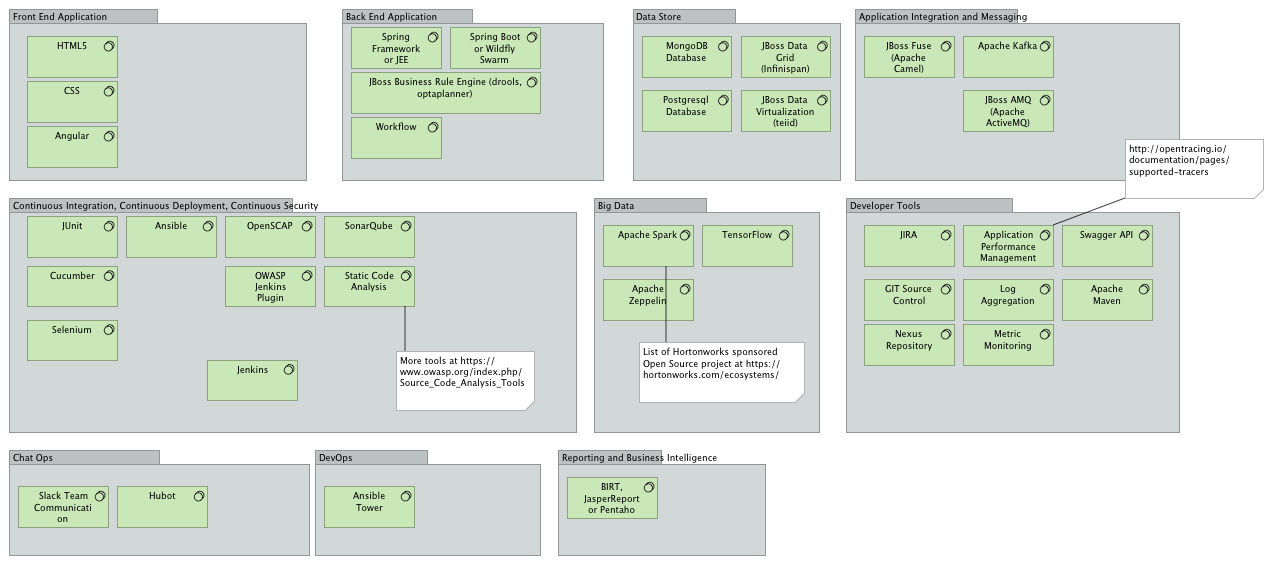 Front End Application
HTML5
CSS
Angular
Back End Application
Spring
Framework
or JEE
Spring Boot
or Wildfly
Swarm
JBoss Business Rule Engine (drools,
optaplanner)
Workflow
Data Store
MongoDB
Database
JBoss Data
Grid
(Infinispan)
Postgresql
Database
JBoss Data
Virtualization
(teiid)
Application Integration and Messaging
JBoss Fuse
(Apache
Camel)
Apache Kafka
JBoss AMQ
(Apache
ActiveMQ)
http://opentracing.io/
documentation/pages/
supported-tracers
Continuous Integration, Continuous Deployment, Continuous Security
JUnit
Ansible
OpenSCAP
SonarQube
Cucumber
OWASP
Jenkins
Plugin
Static Code
Analysis
Selenium
Jenkins
More tools at https://
www.owasp.org/index.php/
Source_Code_Analysis_Tools
Big Data
Apache Spark
TensorFlow
Apache
Zeppelin
List of Hortonworks sponsored
Open Source project at https://
hortonworks.com/ecosystems/
Developer Tools
JIRA
Application
Performance
Management
Swagger API
GIT Source
Control
Log
Aggregation
Apache
Maven
Nexus
Repository
Metric
Monitoring
Chat Ops
Slack Team
Communicati
on
Hubot
DevOps
Ansible
Tower
Reporting and Business Intelligence
BIRT,
JasperReport
or Pentaho